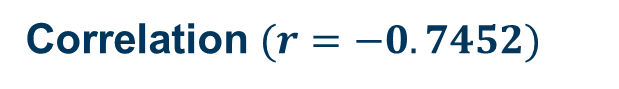 Correlation (r = −0.7452)